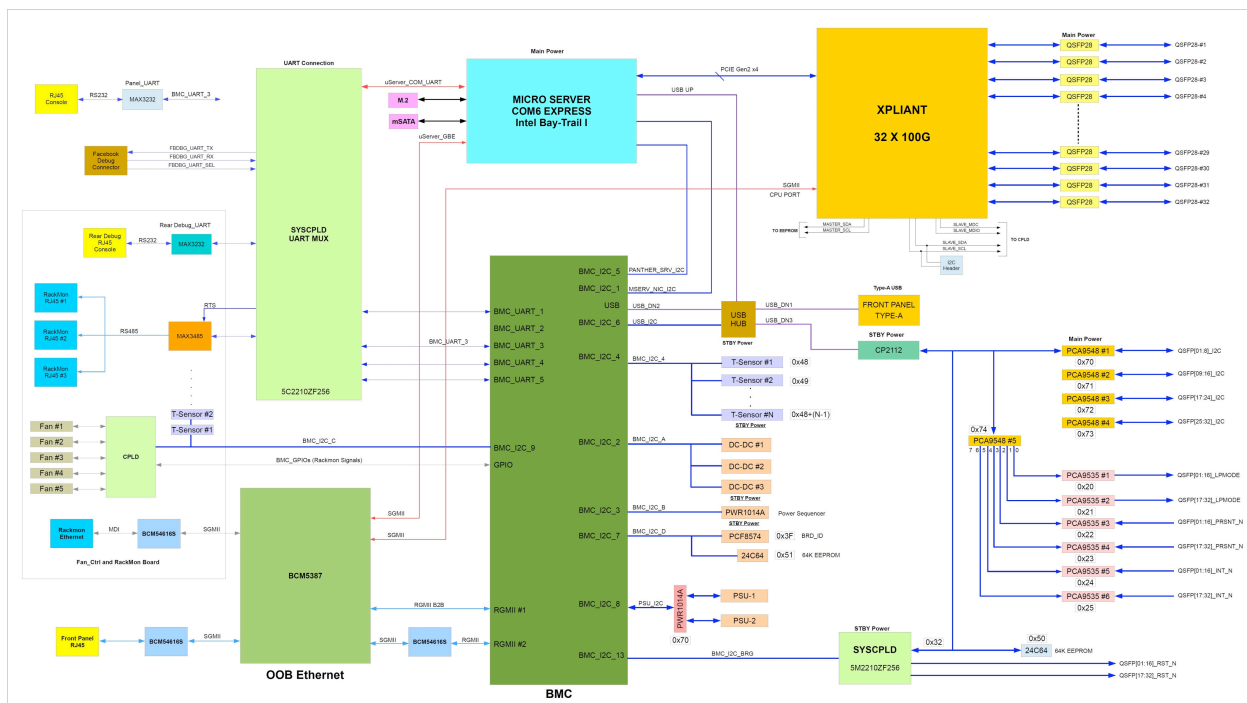 UART Connection
Main Power
Panel_UART
RJ45
Console
RS232
MAX3232
BMC_UART_3
Facebook
Debug
Connector
FBDBG_UART_TX
FBDBG_UART_RX
FBDBG_UART_SEL
SYSCPLD
UART MUX
5C2210ZF256
uServer_COM_UART
M.2
mSATA
uServer_GBE
MICRO SERVER
COM6 EXPRESS
Intel Bay-Trail I
PCIE Gen2 x4
USB UP
XPLIANT
32 X 100G
SGMII
CPU PORT
MASTER_SDA
MASTER_SCL
TO EEPROM
SLAVE_MDC
SLAVE_MDIO
SLAVE_SDA
SLAVE_SCL
TO CPLD
I2C
Header
Main Power
QSFP28
QSFP28-#1
QSFP28
QSFP28-#2
QSFP28
QSFP28-#3
QSFP28
QSFP28-#4
QSFP28
QSFP28-#29
QSFP28
QSFP28-#30
QSFP28
QSFP28-#31
QSFP28
QSFP28-#32
Rear Debug_UART
Rear Debug
RJ45
Console
RS232
MAX3232
RackMon
RJ45 #1
RackMon
RJ45 #2
RackMon
RJ45 #3
RS485
RTS
MAX3485
T-Sensor #2
T-Sensor #1
Fan #1
Fan #2
Fan #3
Fan #4
Fan #5
CPLD
BMC_I2C_C
BMC_GPIOs (Rackmon Signals)
Rackmon
Ethernet
MDI
BCM54616S
SGMII
Fan_Ctrl and RackMon Board
Front Panel
RJ45
BCM54616S
SGMII
BCM5387
OOB Ethernet
SGMII
SGMII
RGMII B2B
SGMII
BCM54616S
RGMII
BMC_UART_3
BMC_I2C_5
BMC_I2C_1
USB
BMC_I2C_6
BMC_UART_1
BMC_UART_2
BMC_I2C_4
BMC_UART_4
BMC_UART_5
BMC_I2C_2
BMC_I2C_9
GPIO
BMC_I2C_3
BMC_I2C_7
BMC_I2C_8
RGMII #1
RGMII #2
BMC_I2C_13
BMC
PANTHER_SRV_I2C
MSERV_NIC_I2C
USB_DN2
USB_I2C
USB
HUB
STBY Power
USB_DN1
USB_DN3
Type-A USB
FRONT PANEL
TYPE-A
STBY Power
CP2112
BMC_I2C_4
T-Sensor #1
0x48
T-Sensor #2
0x49
T-Sensor #N
0x48+(N-1)
STBY Power
BMC_I2C_A
DC-DC #1
DC-DC #2
DC-DC #3
STBY Power
BMC_I2C_B
PWR1014A
Power Sequencer
STBY Power
BMC_I2C_D
PCF8574
0x3F
BRD_ID
24C64
0x51
64K EEPROM
PSU_I2C
PWR1014A
0x70
PSU-1
PSU-2
BMC_I2C_BRG
STBY Power
SYSCPLD
5M2210ZF256
0x32
0x50
24C64
64K EEPROM
QSFP[01:16]_RST_N
QSFP[17:32]_RST_N
Main Power
PCA9548 #1
0x70
QSFP[01:8]_I2C
PCA9548 #2
0x71
QSFP[09:16]_I2C
PCA9548 #3
0x72
QSFP[17:24]_I2C
PCA9548 #4
0x73
QSFP[25:32]_I2C
0x74
PCA9548 #5
7 6 5 4 3 2 1 0
PCA9535 #1
0x20
QSFP[01:16]_LPMODE
PCA9535 #2
0x21
QSFP[17:32]_LPMODE
PCA9535 #3
0x22
QSFP[01:16]_PRSNT_N
PCA9535 #4
0x23
QSFP[17:32]_PRSNT_N
PCA9535 #5
0x24
QSFP[01:16]_INT_N
PCA9535 #6
0x25
QSFP[17:32]_INT_N